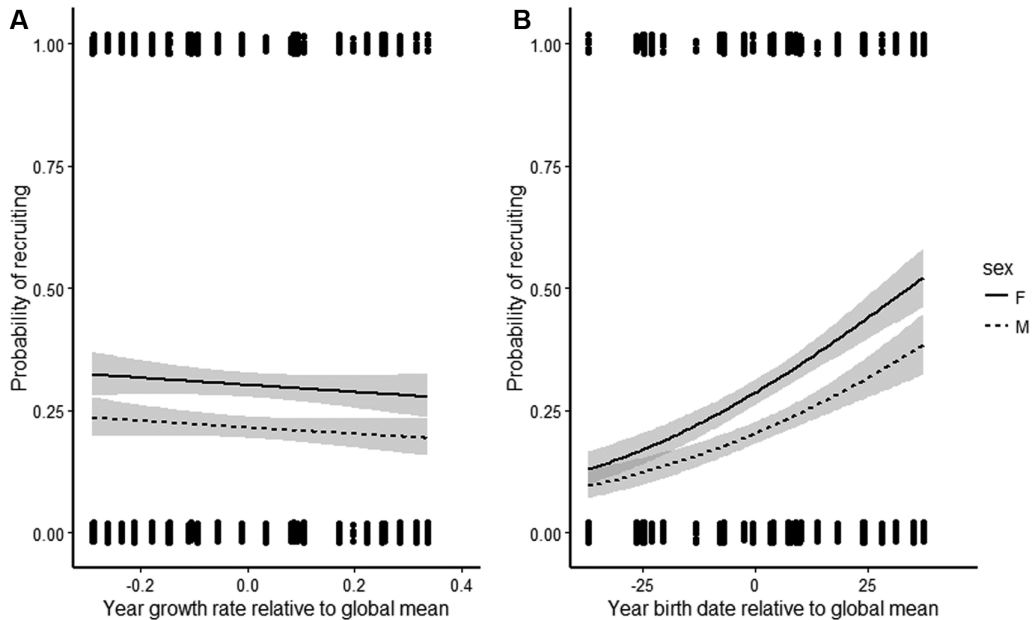 A
1.00
0.75
0.50
0.25
0.00
Probability of recruiting
-0.2
0.0
0.2
0.4
Year growth rate relative to global mean
B
1.00
0.75
0.50
0.25
0.00
Probability of recruiting
-25
0
25
Year birth date relative to global mean
sex
F
M